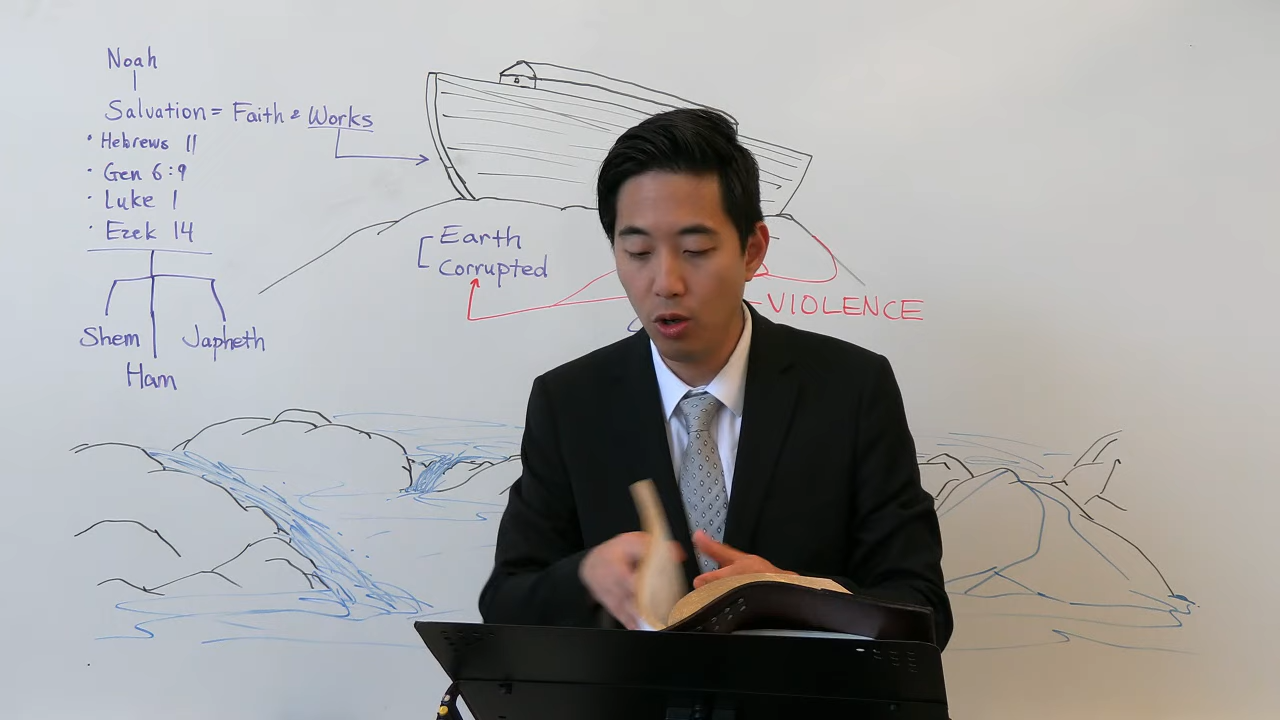 Noah
Salvation = Faith & Works
• Hebrews 11
• Gen 6:9
• Luke 1
• Ezek 14
Shem
Japheth
Ham
Earth
Corrupted
VIOLENCE